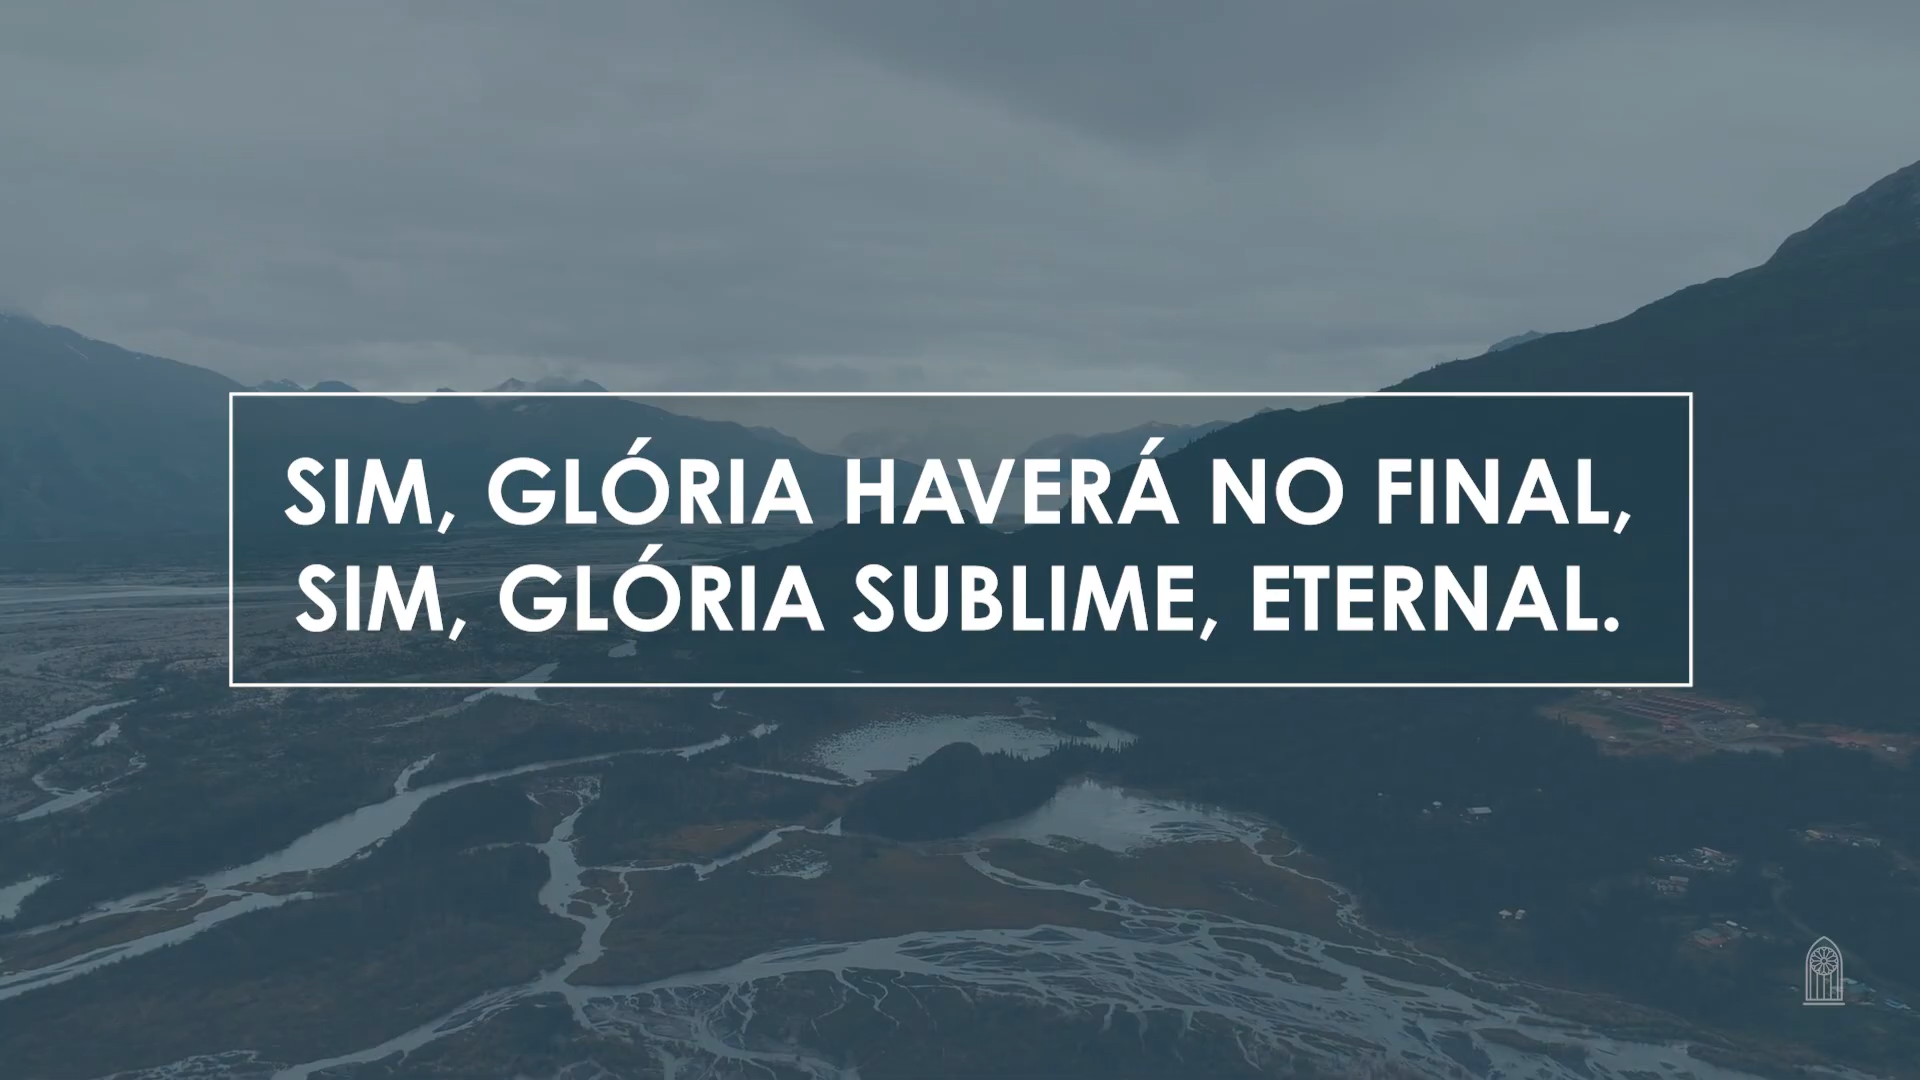 SIM, GLÓRIA HAVERÁ NO FINAL,
SIM, GLÓRIA SUBLIME, ETERNAL.